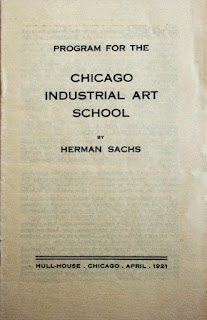 PROGRAM FOR THE
CHICAGO
INDUSTRIAL ART
SCHOOL
BY
HERMAN SACHS
HULL-HOUSE . CHICAGO , APRIL , 1921